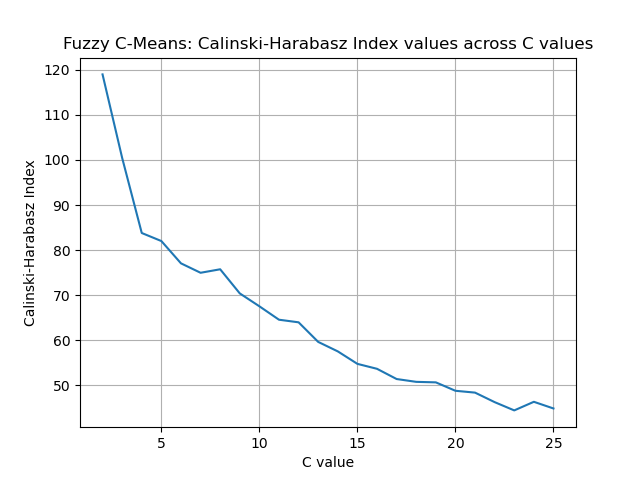 Fuzzy C-Means: Calinski-Harabasz Index values across C values
120
110
100
90
80
70
60
50
Calinski-Harabasz Index
5 10 15 20 25
C value